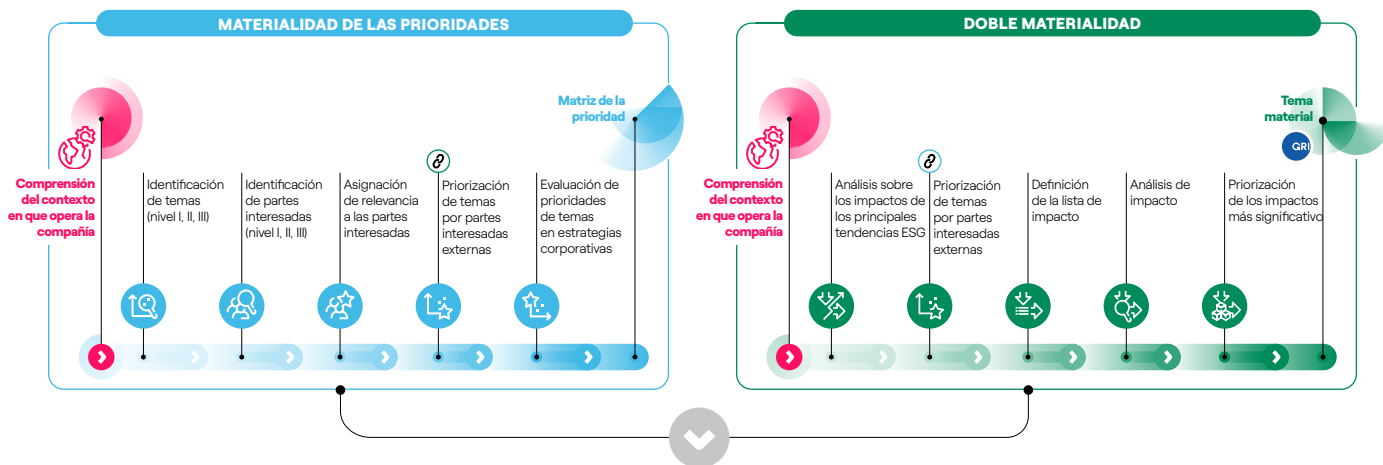 MATERIALIDAD DE LAS PRIORIDADES
Comprensión
del contexto
en que opera la
compañía
Identificación
de temas
(nivel I, II, III)
Identificación
de partes
interesadas
(nivel I, II, III)
Asignación
de relevancia
a las partes
interesadas
Priorización
de temas
por partes
interesadas
externas
Evaluación de
prioridades
de temas
en estrategias
corporativas
Matriz de la
prioridad
DOBLE MATERIALIDAD
Comprensión
del contexto
en que opera la
compañía
Análisis sobre
los impactos de
los principales
tendencias ESG
Priorización
de temas
por partes
interesadas
externas
Definición
de la lista de
impacto
Análisis de
impacto
Priorización
de los impactos
más significativo
Tema
material
GRI